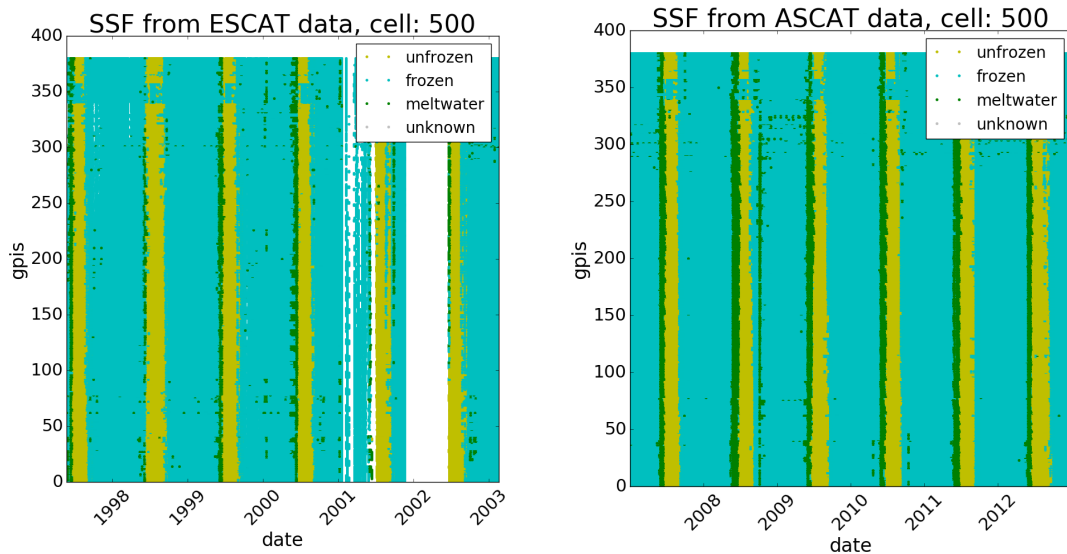 SSF from ESCAT data, cell: 500
400
350
300
250
200
150
100
50
0
gpis
unfrozen
frozen
meltwater
unknown
1998
1999
2000
2001
2002
2003
date
SSF from ASCAT data, cell: 500
400
350
300
250
200
150
100
50
0
gpis
unfrozen
frozen
meltwater
unknown
2008
2009
2010
2011
2012
date